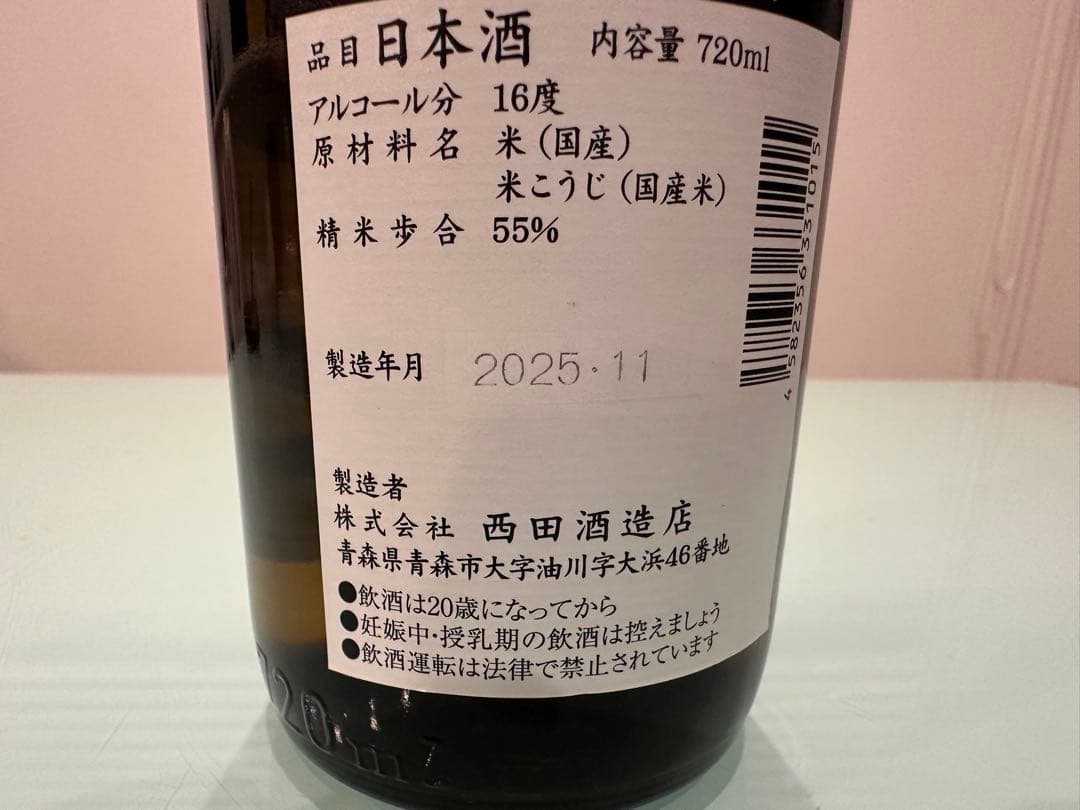 品目 日本酒 内容量 720ml
アルコール分 16度
原材料名 米(国産)
米こうじ(国産米)
精米歩合 55%
製造年月 2025・11
製造者
株式会社 西田酒造店
青森県青森市大字油川字大浜46番地
●飲酒は20歳になってから
●妊娠中・授乳期の飲酒は控えましょう
●飲酒運転は法律で禁止されています
4 582356 331015
720ml